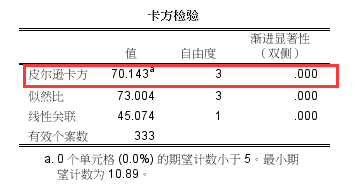 卡方检验
渐进显著性
值 自由度 （双侧）
皮尔逊卡方 70.143a 3 .000
似然比 73.004 3 .000
线性关联 45.074 1 .000
有效个案数 333
a. 0 个单元格 (0.0%) 的期望计数小于 5。最小期
望计数为 10.89。